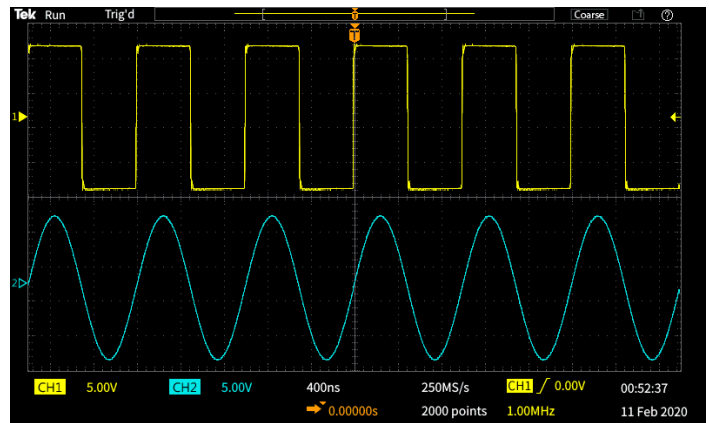 Tek Run Trig'd [ T ] Coarse ?
T
1
2
CH1 5.00V CH2 5.00V 400ns 250MS/s CH1 0.00V 00:52:37
0.00000s 2000 points 1.00MHz 11 Feb 2020